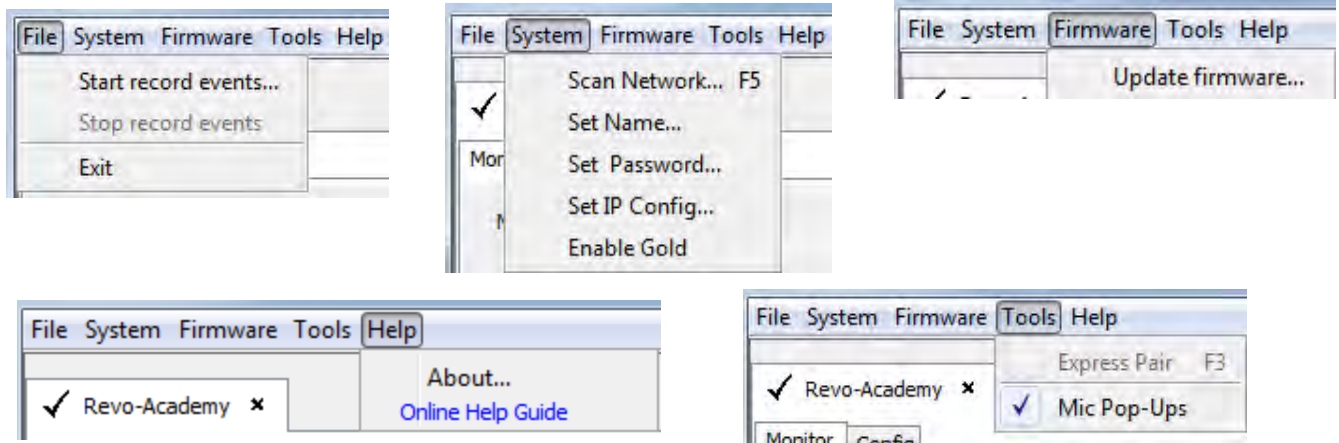 File System Firmware Tools Help
Start record events...
Stop record events
Exit
File System Firmware Tools Help
Scan Network... F5
Set Name...
Mor
Set Password...
Set IP Config...
Enable Gold
File System Firmware Tools Help
Update firmware...
File System Firmware Tools Help
About...
Revo-Academy ×
Online Help Guide
File System Firmware Tools Help
Express Pair F3
Revo-Academy ×
Mic Pop-Ups
Monitor Config